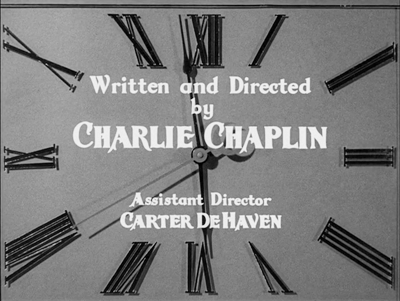 Written and Directed
by
CHARLIE CHAPLIN
Assistant Director
CARTER DE HAVEN